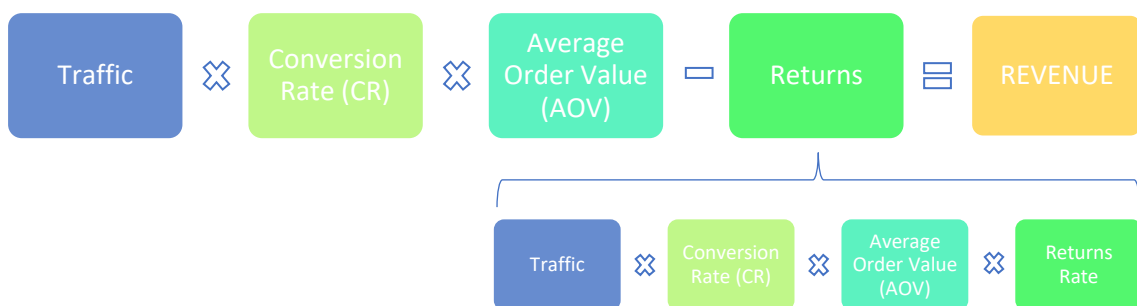 Traffic
Conversion
Rate (CR)
Average
Order Value
(AOV)
Returns
REVENUE
Traffic
Conversion
Rate (CR)
Average
Order Value
(AOV)
Returns
Rate